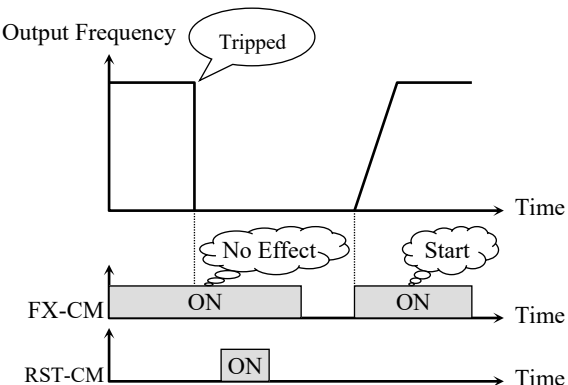 Output Frequency
Tripped
Time
No Effect
Start
FX-CM
ON
ON
Time
RST-CM
ON
Time